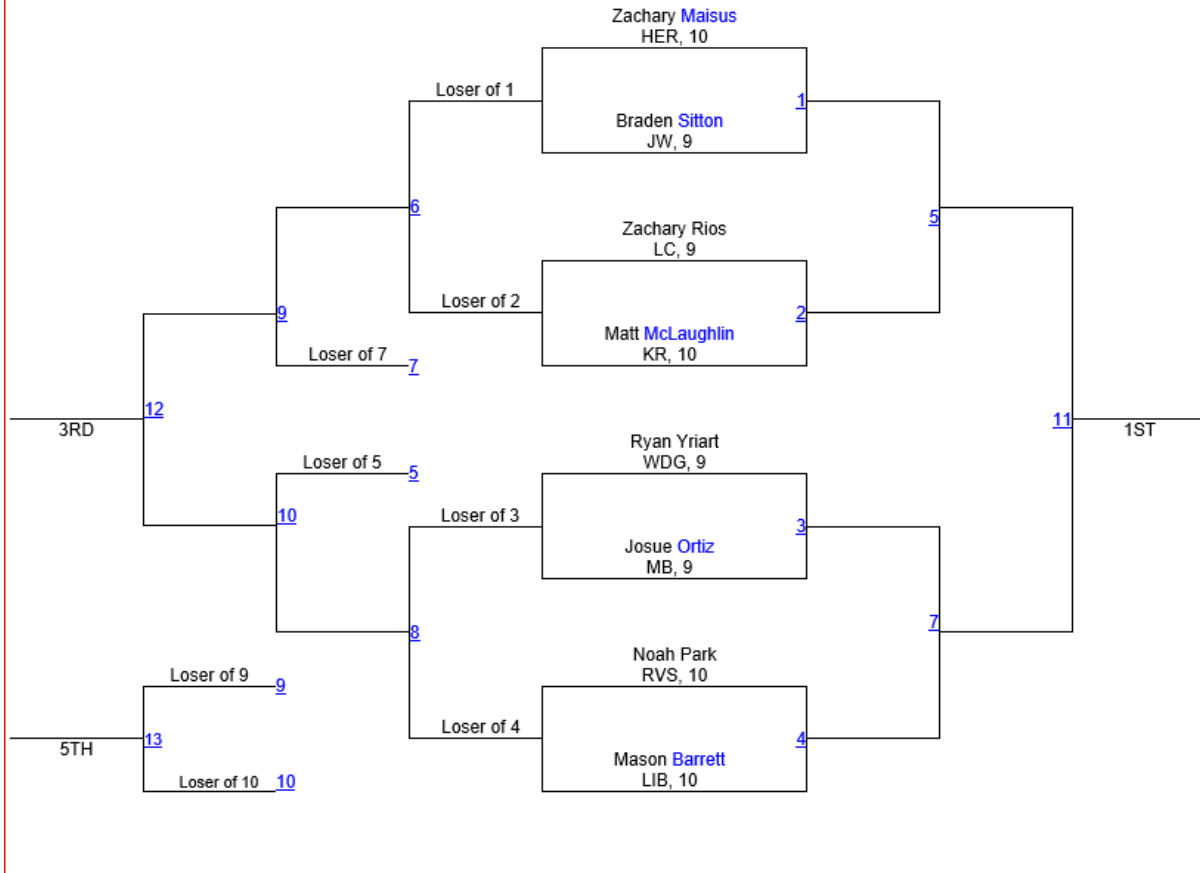 Zachary Maisus
HER, 10
Loser of 1
1
Braden Sitton
JW, 9
6
5
Zachary Rios
LC, 9
Loser of 2
2
9
Matt McLaughlin
KR, 10
Loser of 7
7
12
3RD
11
1ST
Ryan Yriart
WDG, 9
Loser of 5
5
10
Loser of 3
3
Josue Ortiz
MB, 9
8
7
Noah Park
RVS, 10
Loser of 9
9
Loser of 4
4
13
5TH
Mason Barrett
LIB, 10
Loser of 10
10